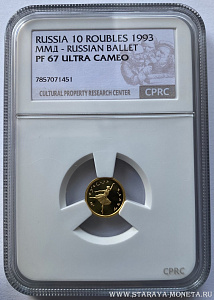 RUSSIA 10 ROUBLES 1993
ММД - RUSSIAN BALLET
PF 67 ULTRA CAMEO
7857071451
CULTURAL PROPERTY RESEARCH CENTER
CPRC
CPRC
© WWW.STARAYA-MONETA.RU